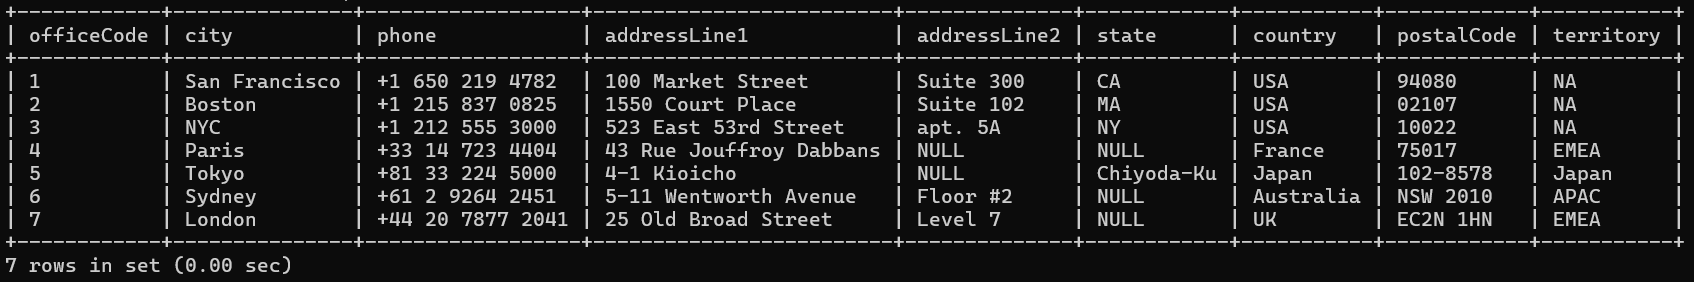 +------------+---------------+------------------+-------------------------+--------------+------------+-----------+------------+-----------+
| officeCode | city          | phone            | addressLine1            | addressLine2 | state      | country   | postalCode | territory |
+------------+---------------+------------------+-------------------------+--------------+------------+-----------+------------+-----------+
| 1          | San Francisco | +1 650 219 4782  | 100 Market Street       | Suite 300    | CA         | USA       | 94080      | NA        |
| 2          | Boston        | +1 215 837 0825  | 1550 Court Place        | Suite 102    | MA         | USA       | 02107      | NA        |
| 3          | NYC           | +1 212 555 3000  | 523 East 53rd Street    | apt. 5A      | NY         | USA       | 10022      | NA        |
| 4          | Paris         | +33 14 723 4404  | 43 Rue Jouffroy Dabbans | NULL         | NULL       | France    | 75017      | EMEA      |
| 5          | Tokyo         | +81 33 224 5000  | 4-1 Kioicho             | NULL         | Chiyoda-Ku | Japan     | 102-8578   | Japan     |
| 6          | Sydney        | +61 2 9264 2451  | 5-11 Wentworth Avenue   | Floor #2     | NULL       | Australia | NSW 2010   | APAC      |
| 7          | London        | +44 20 7877 2041 | 25 Old Broad Street     | Level 7      | NULL       | UK        | EC2N 1HN   | EMEA      |
+------------+---------------+------------------+-------------------------+--------------+------------+-----------+------------+-----------+
7 rows in set (0.00 sec)